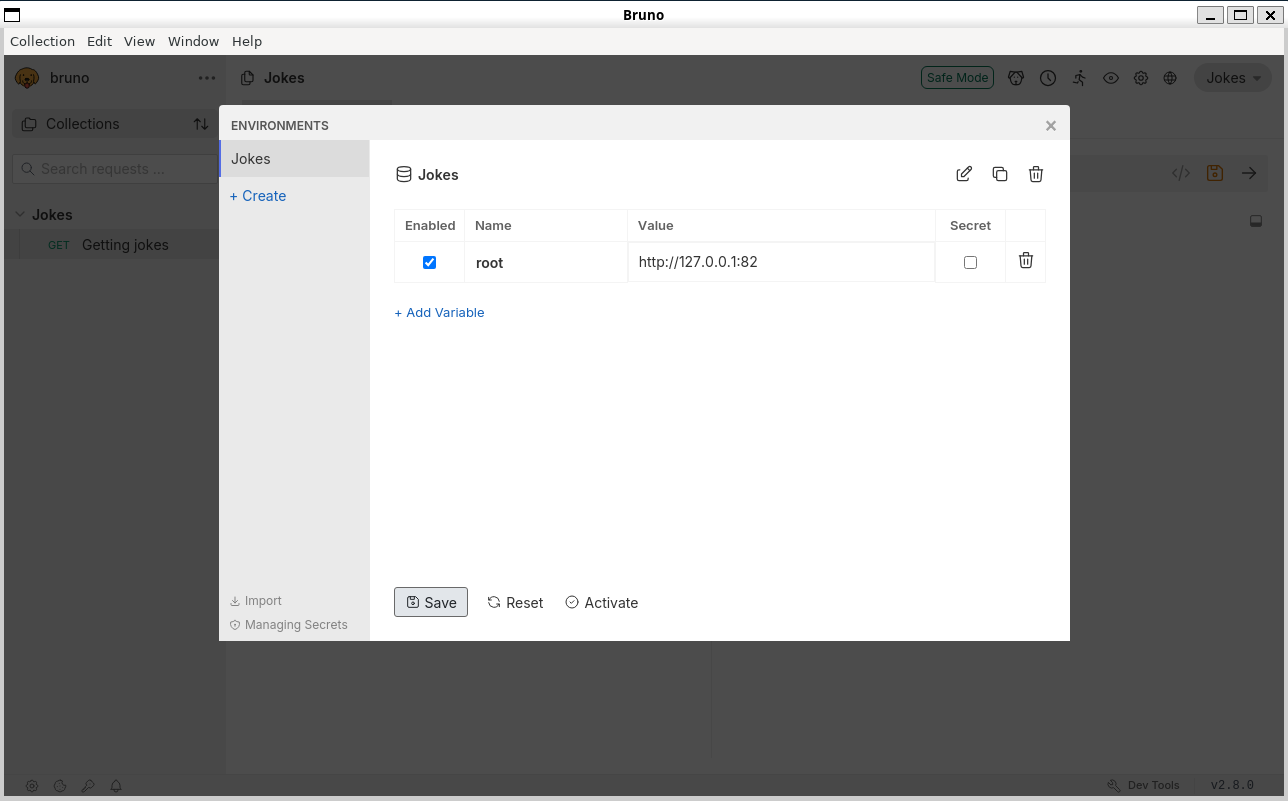 Bruno
Collection Edit View Window Help
bruno
Jokes
Safe Mode
Jokes
Collections
Search requests ...
Jokes
GET Getting jokes
ENVIRONMENTS
×
Jokes
+ Create
Import
Managing Secrets
Jokes
Enabled Name Value Secret
root http://127.0.0.1:82
+ Add Variable
Save Reset Activate
Dev Tools v2.8.0